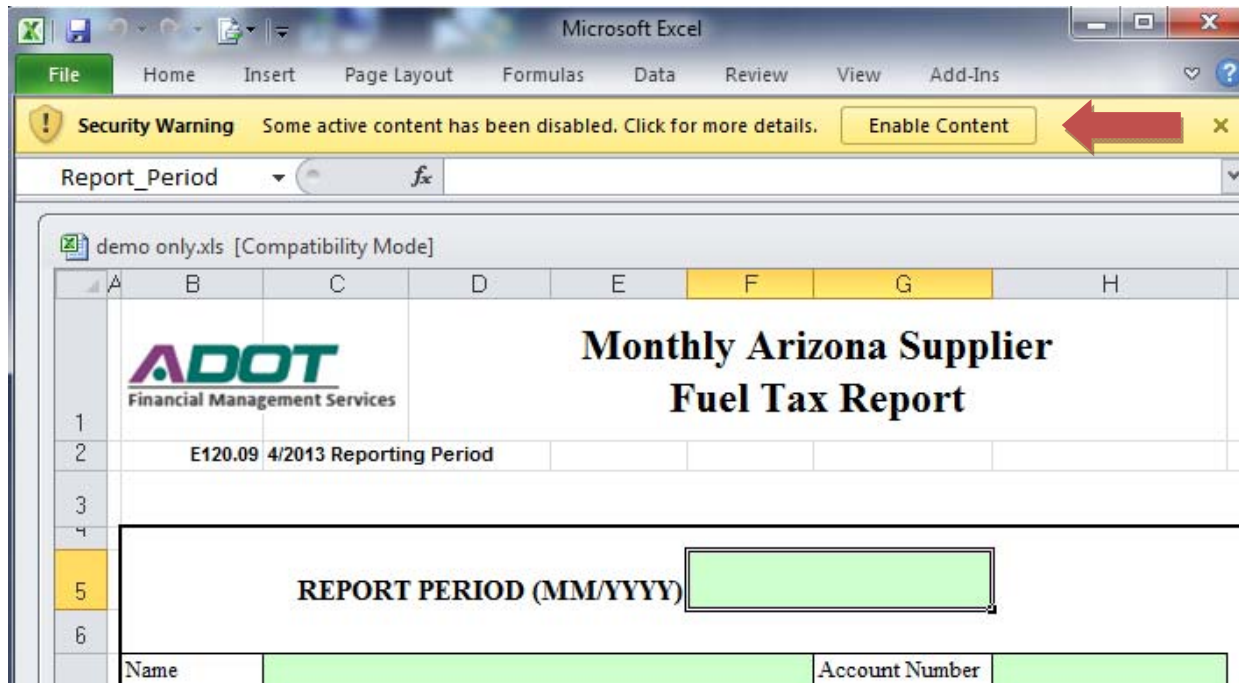 Microsoft Excel
File Home Insert Page Layout Formulas Data Review View Add-Ins
Security Warning Some active content has been disabled. Click for more details. Enable Content
Report_Period fx
demo only.xls [Compatibility Mode]
A B C D E F G H
ADOT
Financial Management Services
Monthly Arizona Supplier
Fuel Tax Report
1
2 E120.09 4/2013 Reporting Period
3
4
5 REPORT PERIOD (MM/YYYY)
6
Name Account Number